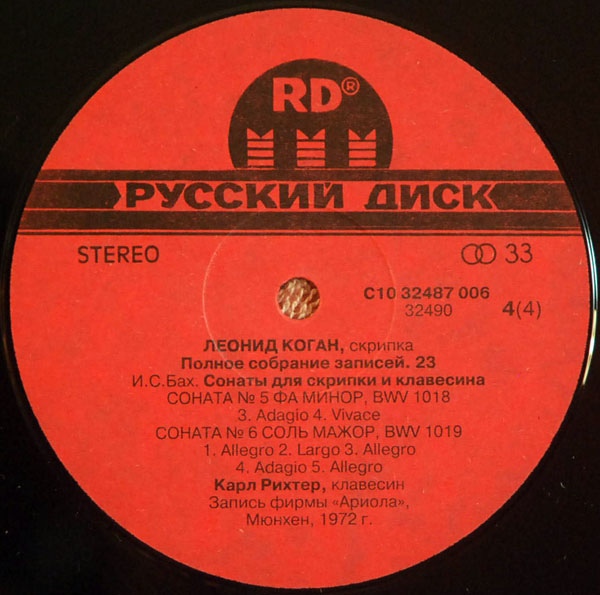 RD®
РУССКИЙ ДИСК
STEREO 33
С10 32487 006
32490 4(4)
ЛЕОНИД КОГАН, скрипка
Полное собрание записей. 23
И.С.Бах. Сонаты для скрипки и клавесина
СОНАТА № 5 ФА МИНОР, BWV 1018
3. Adagio 4. Vivace
СОНАТА № 6 СОЛЬ МАЖОР, BWV 1019
1. Allegro 2. Largo 3. Allegro
4. Adagio 5. Allegro
Карл Рихтер, клавесин
Запись фирмы «Ариола»,
Мюнхен, 1972 г.